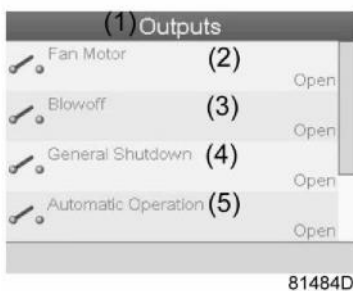 (1) Outputs
Fan Motor (2)
Open
Blowoff (3)
Open
General Shutdown (4)
Open
Automatic Operation (5)
Open
81484D